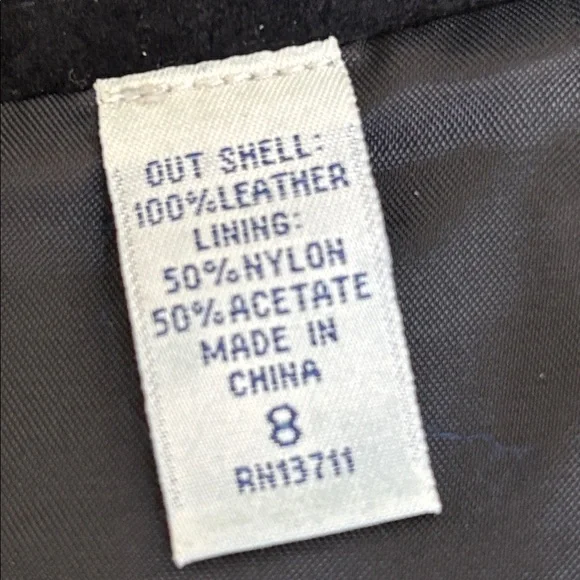 OUT SHELL:
100%LEATHER
LINING:
50%NYLON
50%ACETATE
MADE IN
CHINA
8
RN13711